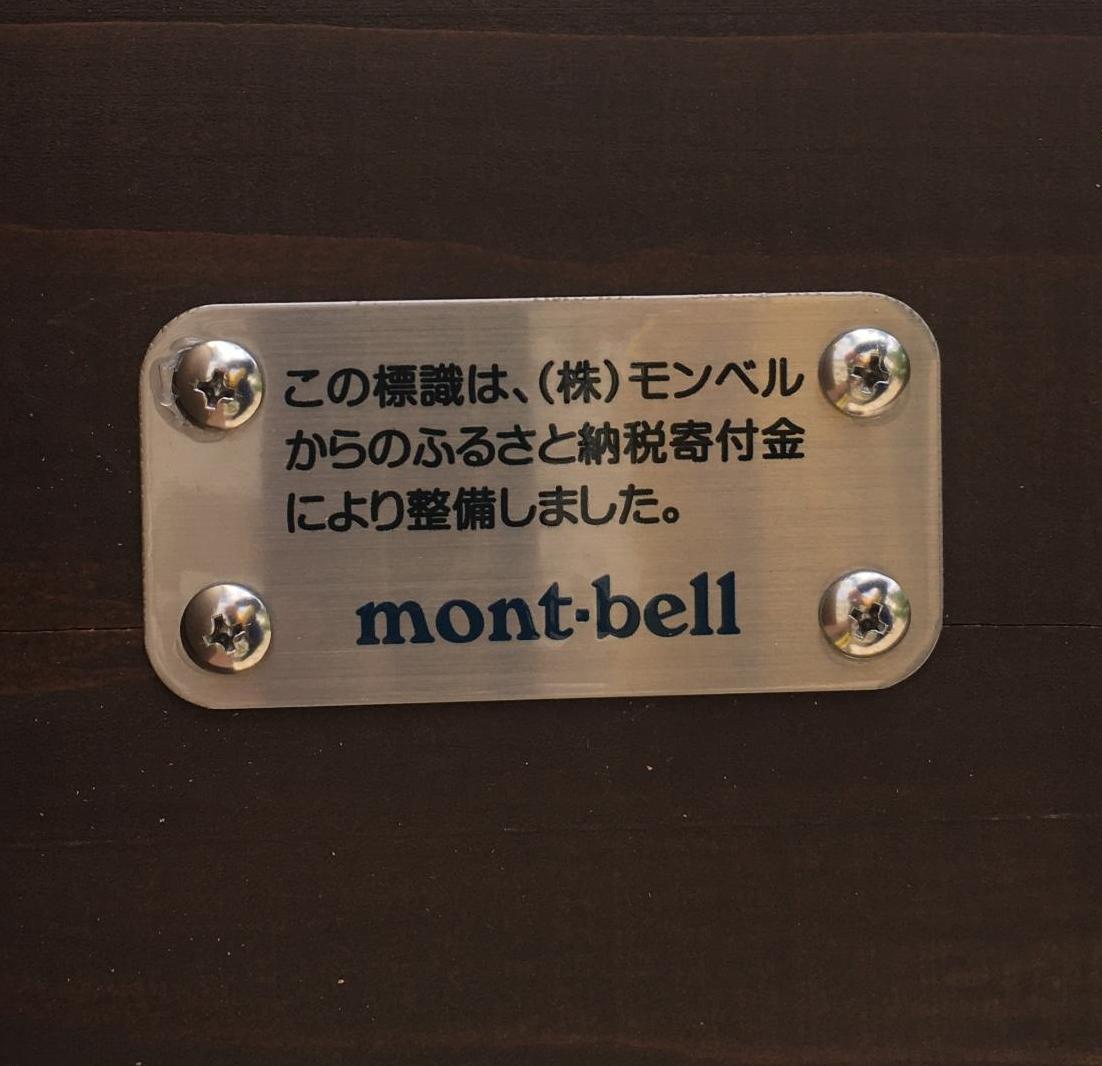 この標識は、(株)モンベル
からのふるさと納税寄付金
により整備しました。
mont·bell